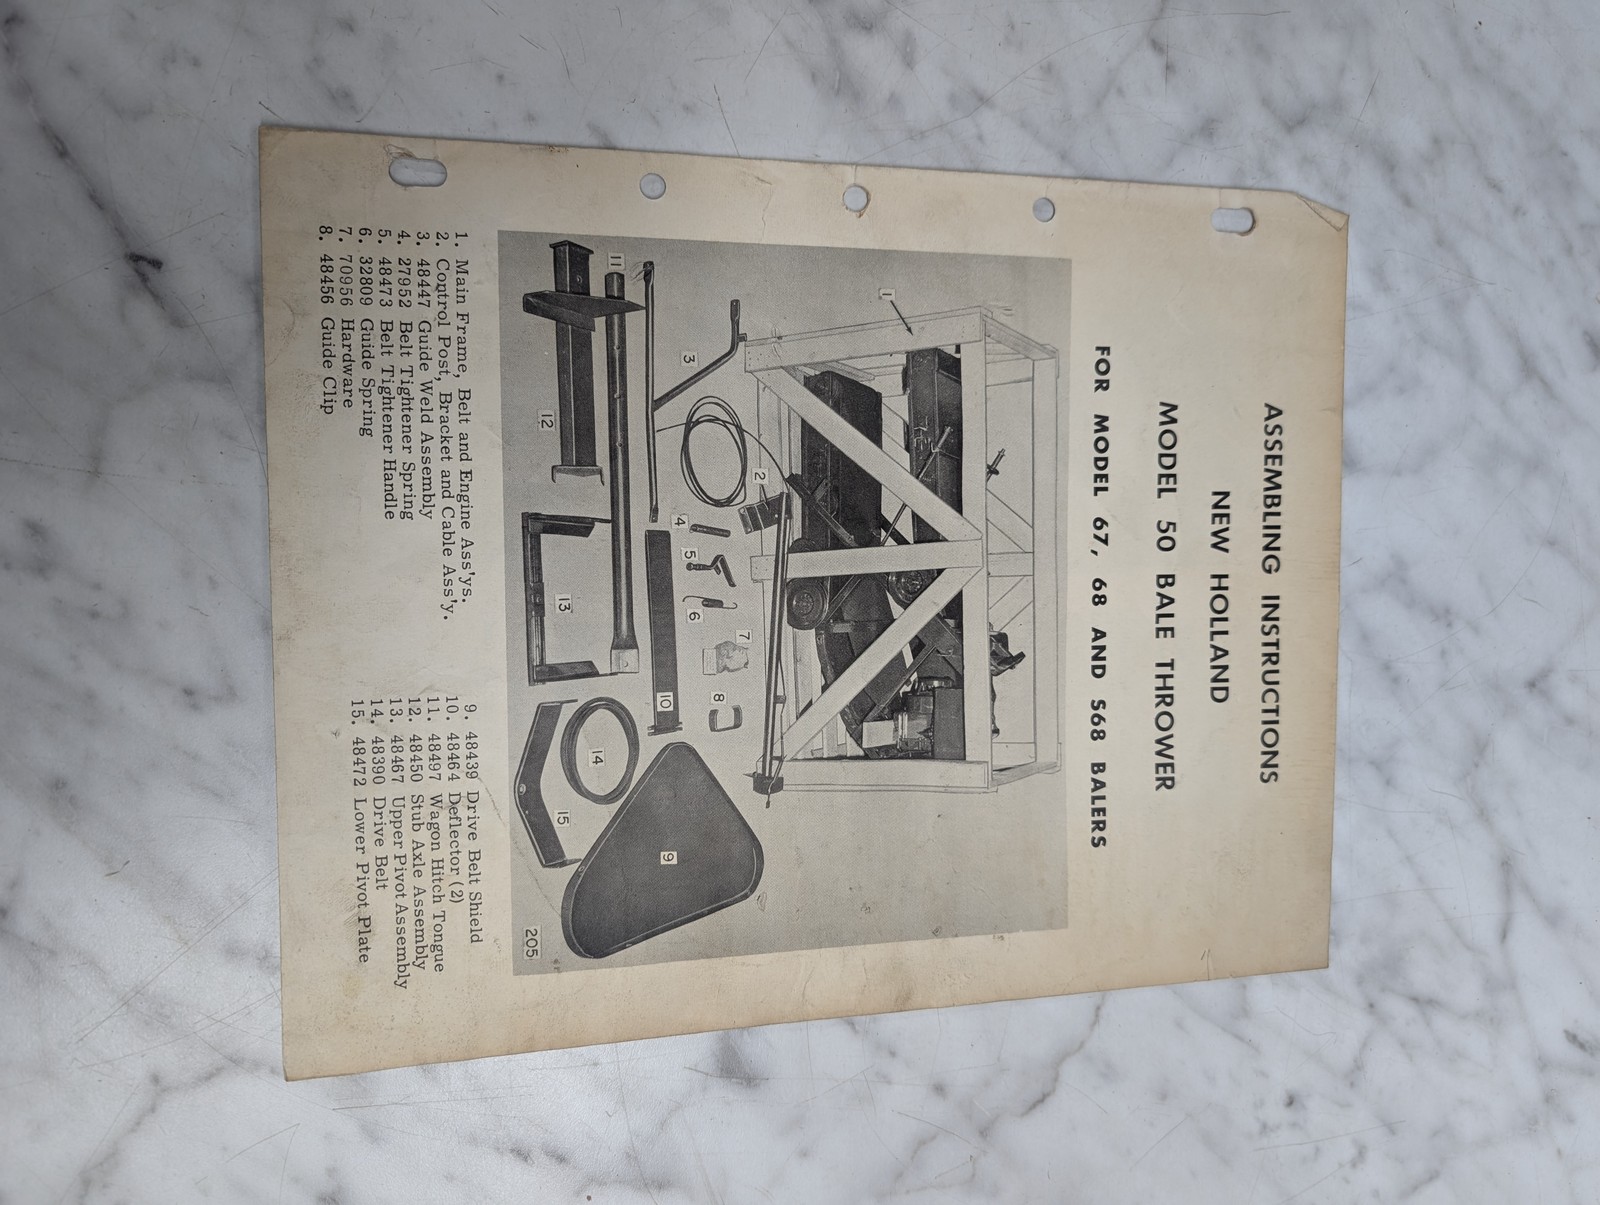 ASSEMBLING INSTRUCTIONS
NEW HOLLAND
MODEL 50 BALE THROWER
FOR MODEL 67, 68 AND S68 BALERS
1
2
3
4
5
6
7
8
9
10
11
12
13
14
15
205
1. Main Frame, Belt and Engine Ass'ys.
2. Control Post, Bracket and Cable Ass'y.
3. 48447 Guide Weld Assembly
4. 27952 Belt Tightener Spring
5. 48473 Belt Tightener Handle
6. 32809 Guide Spring
7. 70956 Hardware
8. 48456 Guide Clip
9. 48439 Drive Belt Shield
10. 48464 Deflector (2)
11. 48497 Wagon Hitch Tongue
12. 48450 Stub Axle Assembly
13. 48467 Upper Pivot Assembly
14. 48390 Drive Belt
15. 48472 Lower Pivot Plate